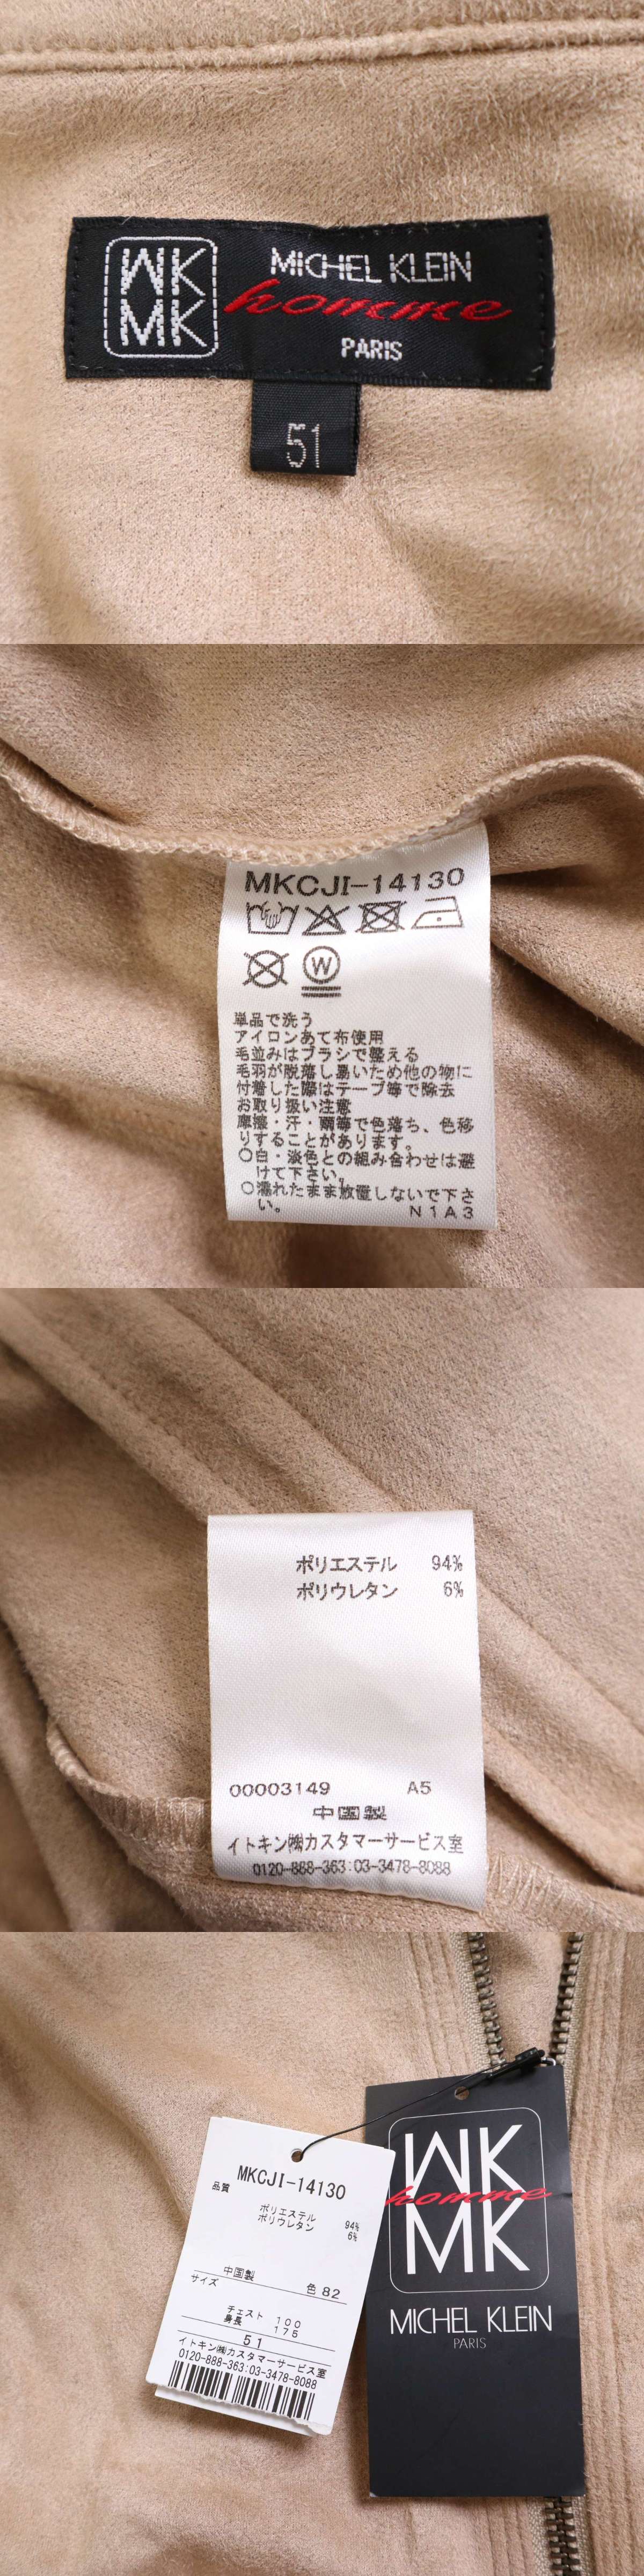 WK
MK
MICHEL KLEIN
homme
PARIS
51
MKCJI-14130
W
単品で洗う
アイロンあて布使用
毛並みはブラシで整える
毛羽が脱落し易いため他の物に
付着した際はテープ等で除去
お取り扱い注意
摩擦・汗・雨等で色落ち、色移
りすることがあります。
○白・淡色との組み合わせは避
けて下さい。
○濡れたまま放置しないで下さ
い。 N1A3
ポリエステル 94%
ポリウレタン 6%
00003149 A5
中国製
イトキン㈱カスタマーサービス室
0120-888-363:03-3478-8088
MKCJI-14130
品質
ポリエステル 94%
ポリウレタン 6%
中国製
サイズ 色 82
チェスト 100
身長 175
51
イトキン㈱カスタマーサービス室
0120-888-363:03-3478-8088
WK
homme
MK
MICHEL KLEIN
PARIS